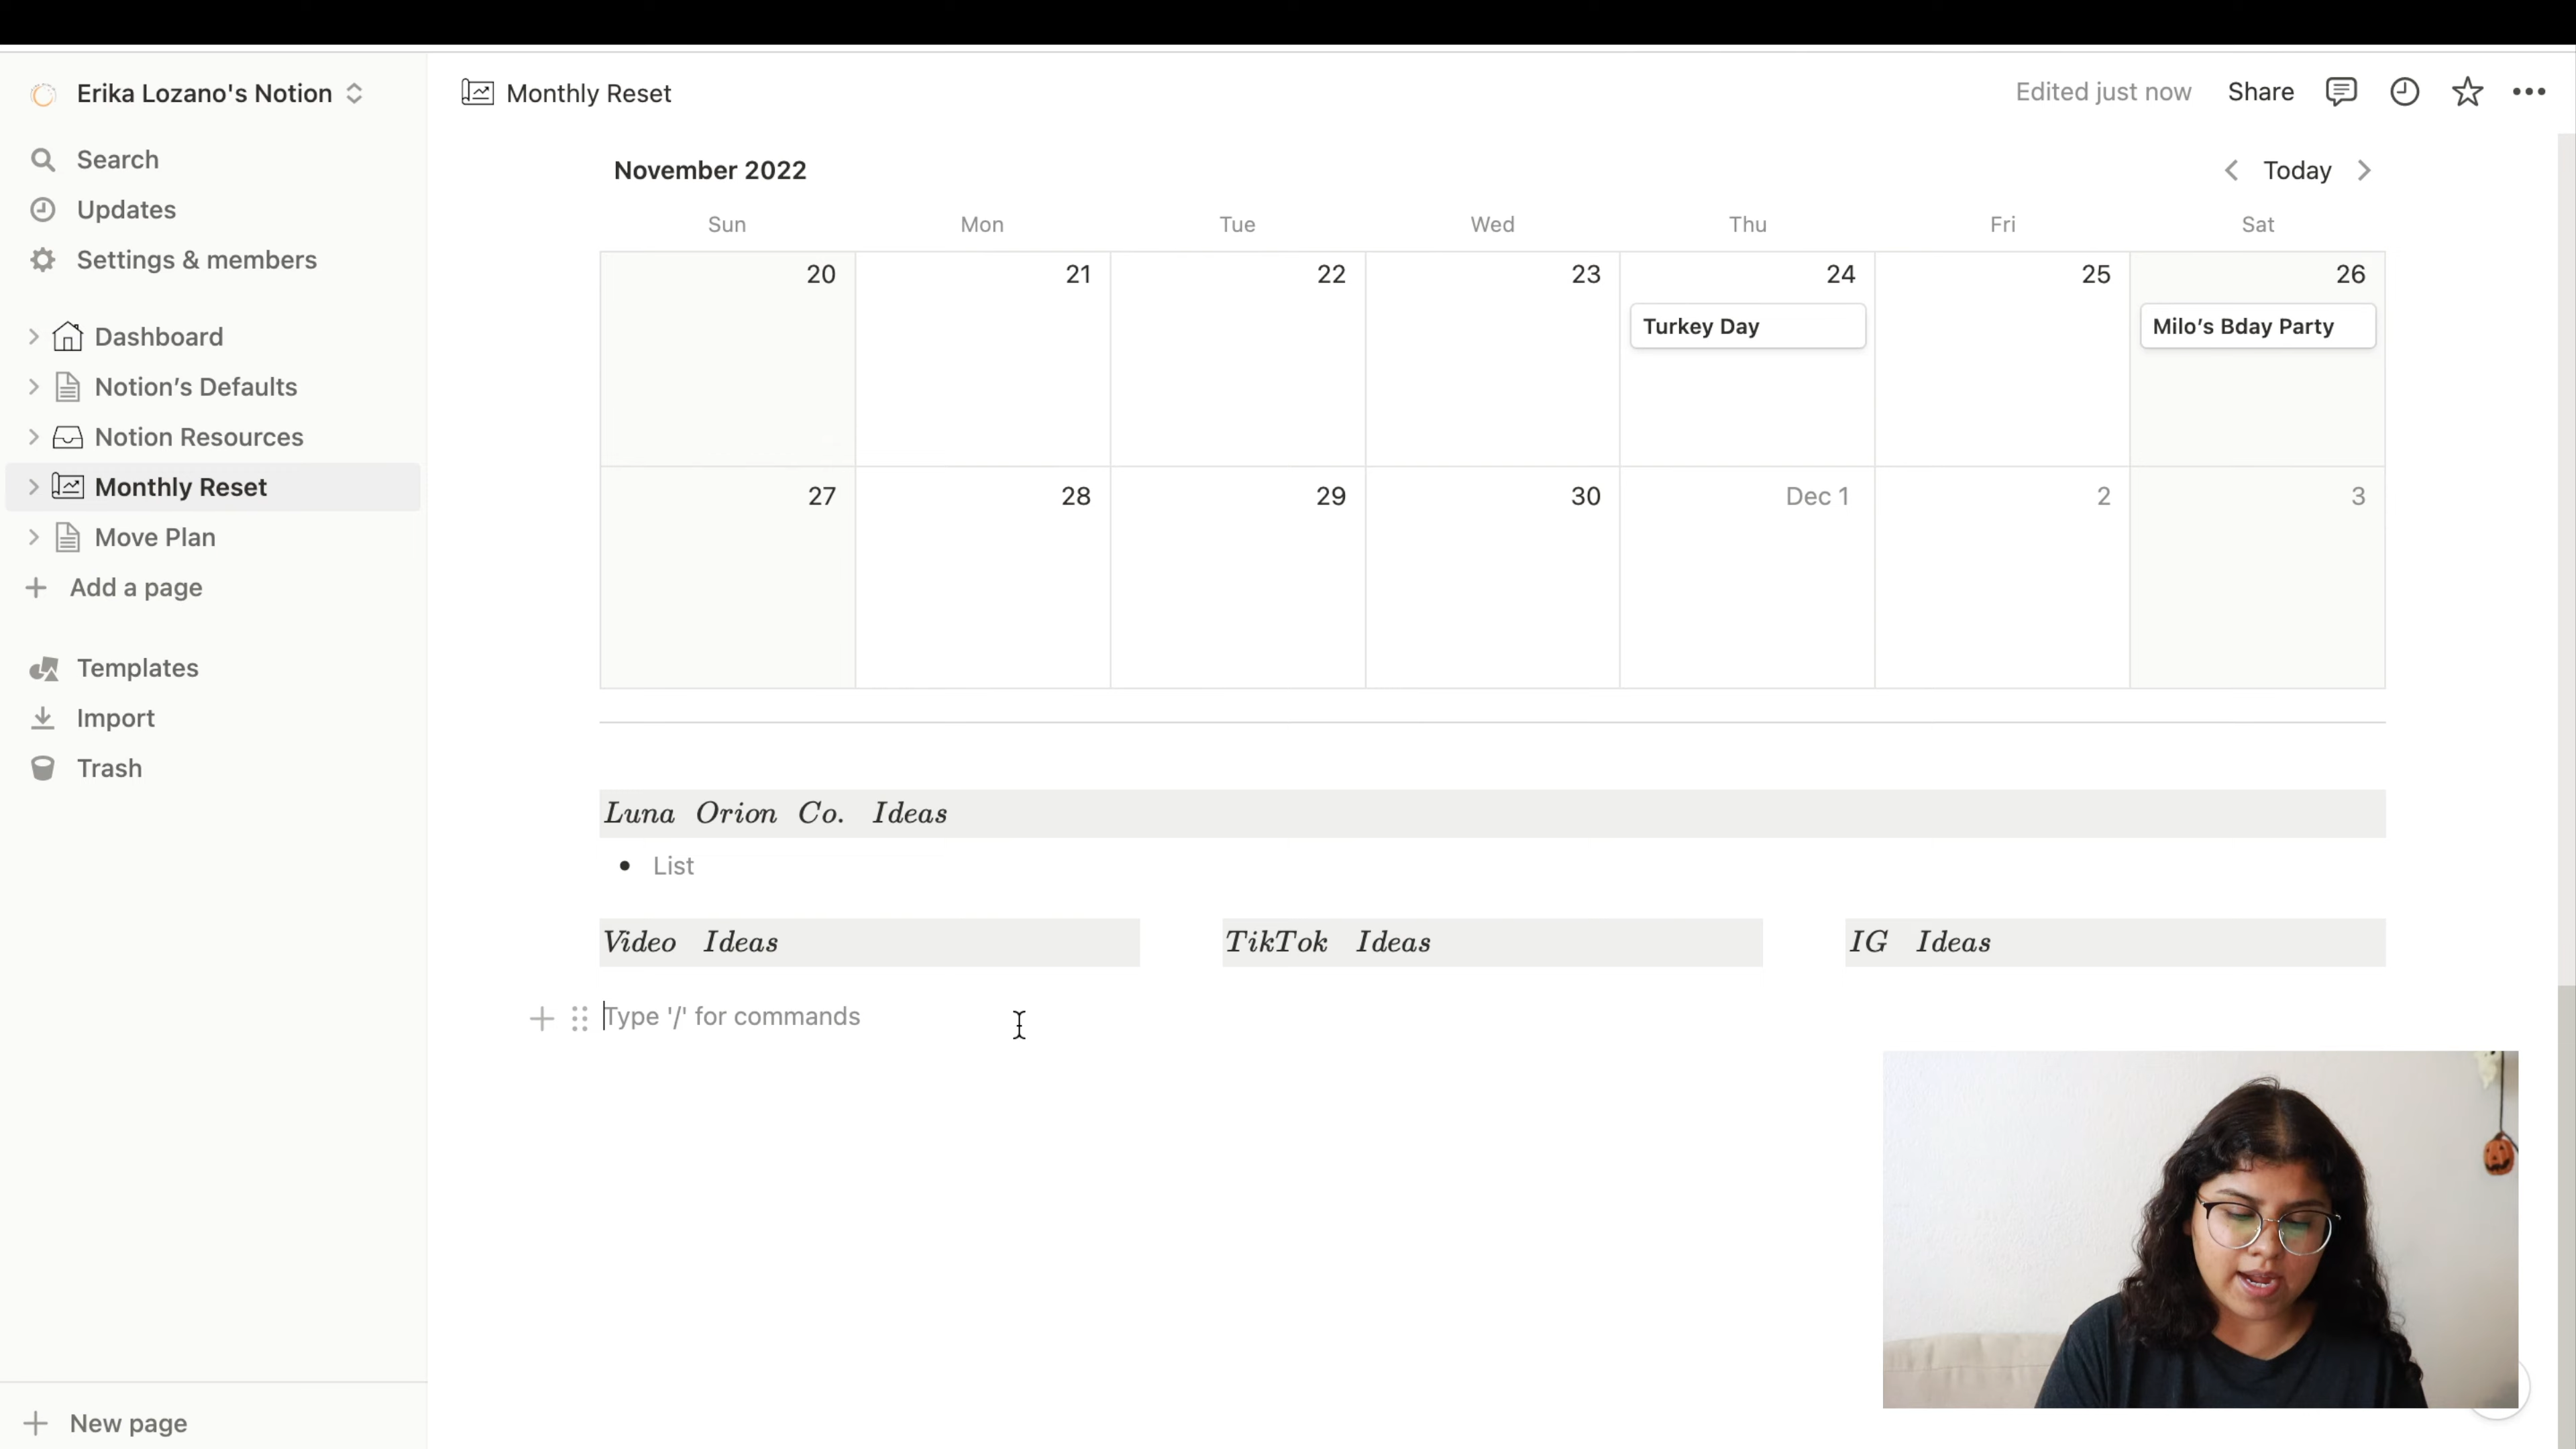 Erika Lozano's Notion
Search
Updates
Settings & members
Dashboard
Notion's Defaults
Notion Resources
Monthly Reset
Move Plan
Add a page
Templates
Import
Trash
New page
Monthly Reset
Edited just now Share
November 2022 Today
Sun Mon Tue Wed Thu Fri Sat
20 21 22 23 24 25 26
Turkey Day Milo's Bday Party
27 28 29 30 Dec 1 2 3
Luna Orion Co. Ideas
• List
Video Ideas TikTok Ideas IG Ideas
Type '/' for commands